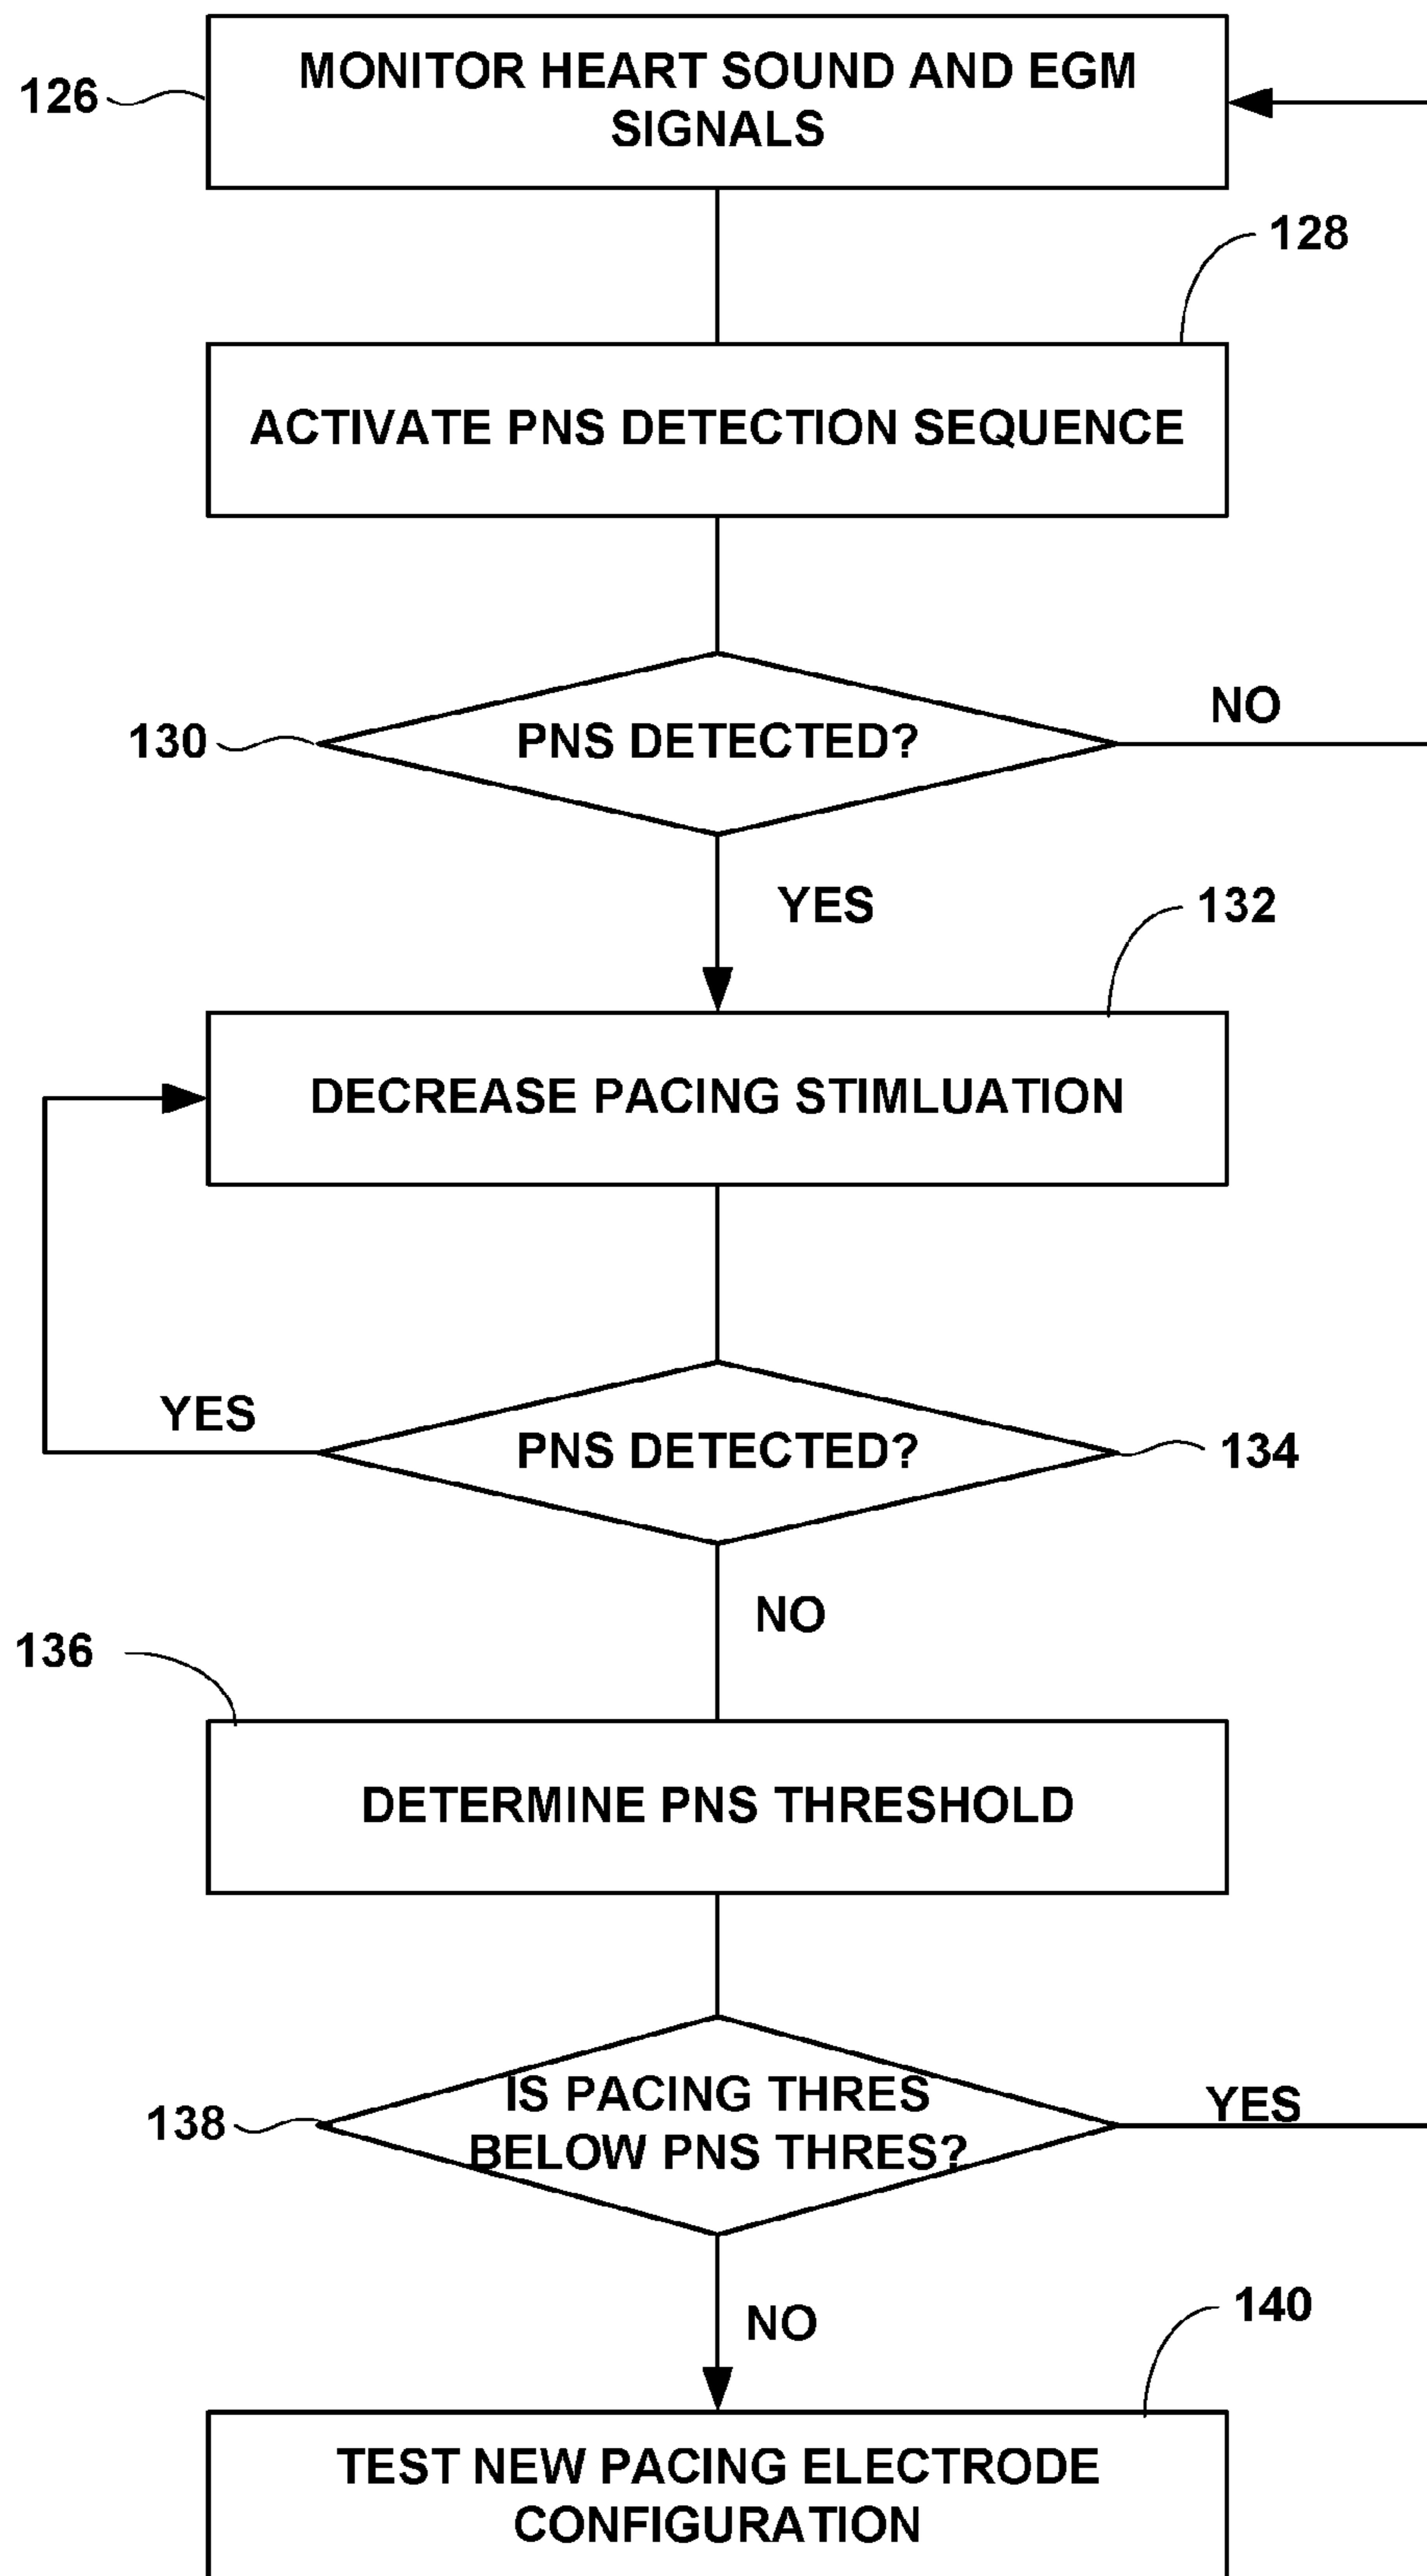 MONITOR HEART SOUND AND EGM
SIGNALS
126
128
ACTIVATE PNS DETECTION SEQUENCE
130
PNS DETECTED?
NO
YES
132
DECREASE PACING STIMLUATION
YES
PNS DETECTED?
134
NO
136
DETERMINE PNS THRESHOLD
IS PACING THRES
BELOW PNS THRES?
138
YES
NO
140
TEST NEW PACING ELECTRODE
CONFIGURATION